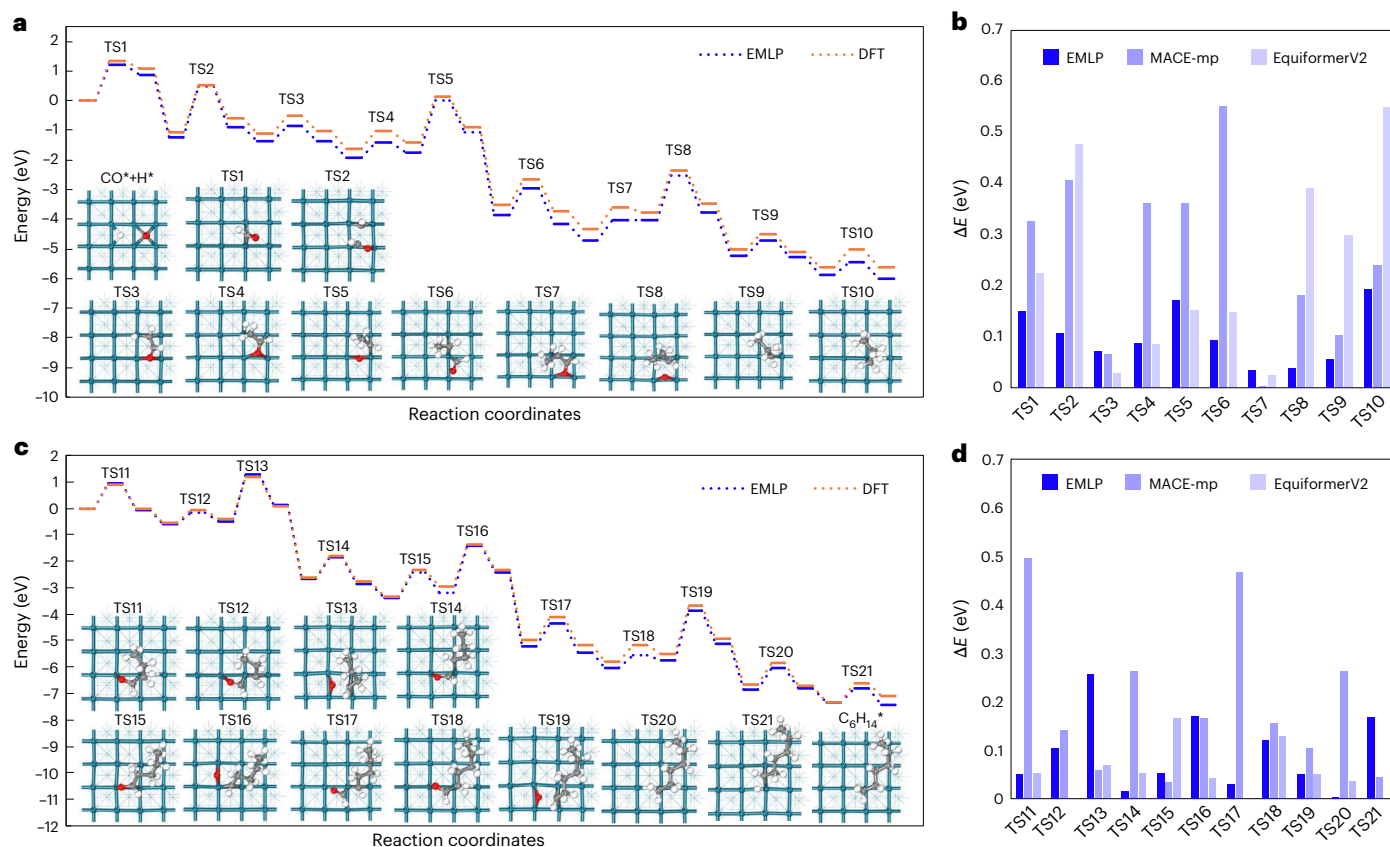 a
2
1
0
−1
−2
−3
−4
−5
−6
−7
−8
−9
−10
Energy (eV)
EMLP
DFT
TS1
TS2
TS3
TS4
TS5
TS6
TS7
TS8
TS9
TS10
CO*+H*
TS1
TS2
TS3
TS4
TS5
TS6
TS7
TS8
TS9
TS10
Reaction coordinates
b
0.7
0.6
0.5
0.4
0.3
0.2
0.1
0
ΔE (eV)
EMLP
MACE-mp
EquiformerV2
TS1
TS2
TS3
TS4
TS5
TS6
TS7
TS8
TS9
TS10
c
2
1
0
−1
−2
−3
−4
−5
−6
−7
−8
−9
−10
−11
−12
Energy (eV)
EMLP
DFT
TS11
TS12
TS13
TS14
TS15
TS16
TS17
TS18
TS19
TS20
TS21
TS11
TS12
TS13
TS14
TS15
TS16
TS17
TS18
TS19
TS20
TS21
C₆H₁₄*
Reaction coordinates
d
0.7
0.6
0.5
0.4
0.3
0.2
0.1
0
ΔE (eV)
EMLP
MACE-mp
EquiformerV2
TS11
TS12
TS13
TS14
TS15
TS16
TS17
TS18
TS19
TS20
TS21